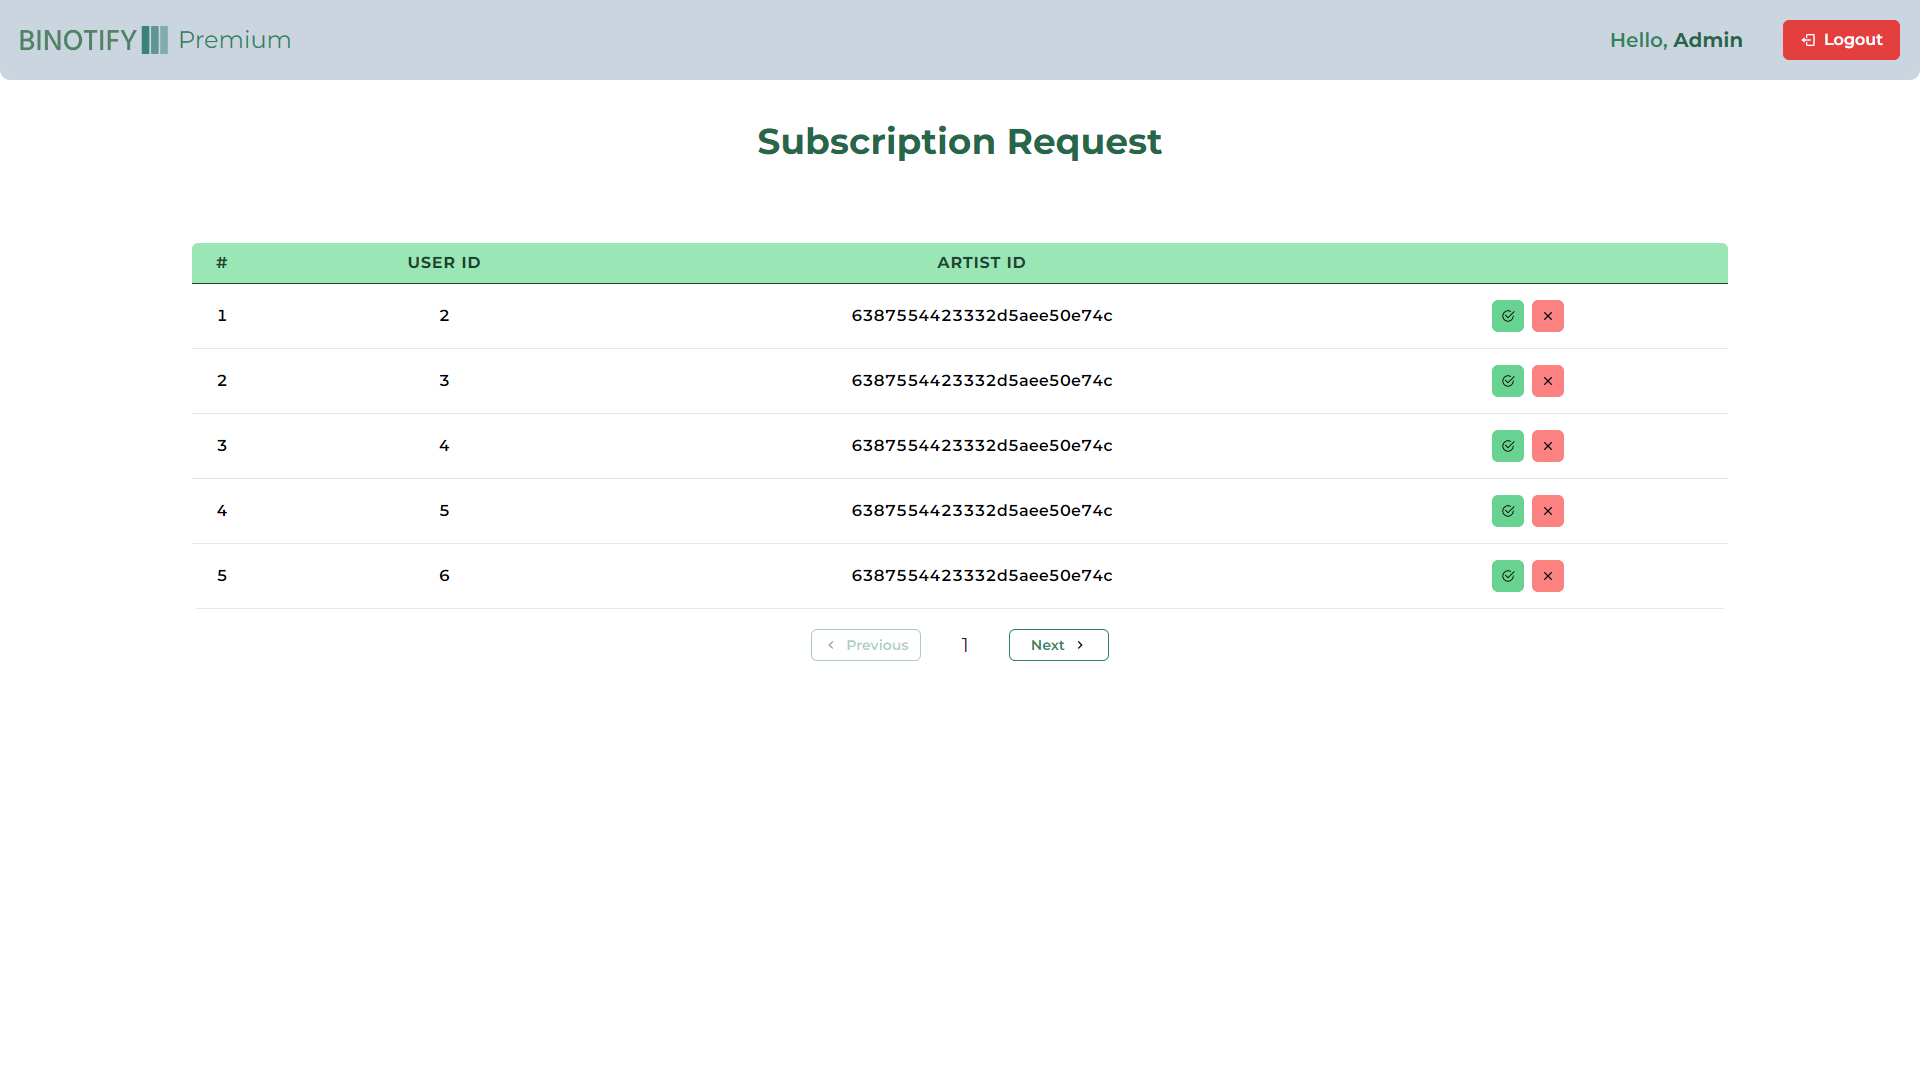 BINOTIFY Premium
Hello, Admin
Logout
Subscription Request
# USER ID ARTIST ID
1 2 6387554423332d5aee50e74c
2 3 6387554423332d5aee50e74c
3 4 6387554423332d5aee50e74c
4 5 6387554423332d5aee50e74c
5 6 6387554423332d5aee50e74c
Previous 1 Next